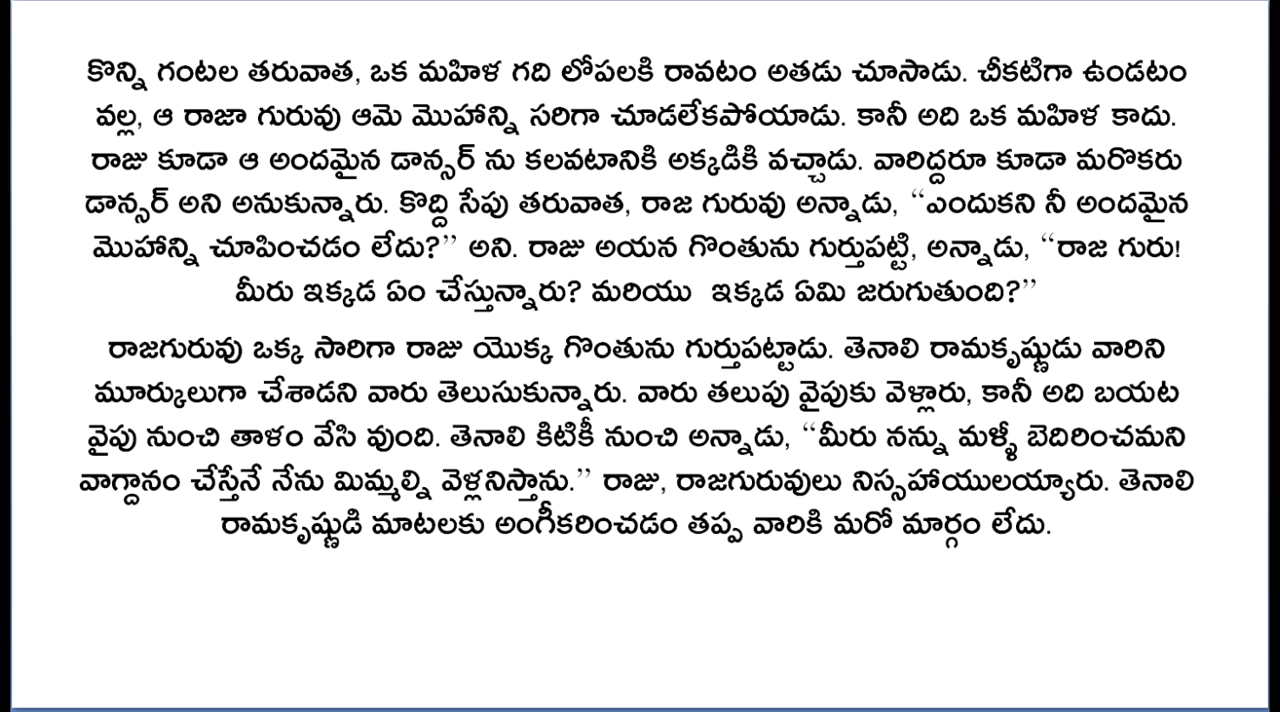 కొన్ని గంటల తరువాత, ఒక మహిళ గది లోపలకి రావటం అతడు చూసాడు. చీకటిగా ఉండటం
వల్ల, ఆ రాజా గురువు ఆమె మొహాన్ని సరిగా చూడలేకపోయాడు. కానీ అది ఒక మహిళ కాదు.
రాజు కూడా ఆ అందమైన డాన్సర్ ను కలవటానికి అక్కడికి వచ్చాడు. వారిద్దరూ కూడా మరొకరు
డాన్సర్ అని అనుకున్నారు. కొద్ది సేపు తరువాత, రాజ గురువు అన్నాడు, “ఎందుకని నీ అందమైన
మొహాన్ని చూపించడం లేదు?” అని. రాజు అయన గొంతును గుర్తుపట్టి, అన్నాడు, “రాజ గురు!
మీరు ఇక్కడ ఏం చేస్తున్నారు? మరియు ఇక్కడ ఏమి జరుగుతుంది?”
రాజగురువు ఒక్క సారిగా రాజు యొక్క గొంతును గుర్తుపట్టాడు. తెనాలి రామకృష్ణుడు వారిని
మూర్కులుగా చేశాడని వారు తెలుసుకున్నారు. వారు తలుపు వైపుకు వెళ్లారు, కానీ అది బయట
వైపు నుంచి తాళం వేసి వుంది. తెనాలి కిటికీ నుంచి అన్నాడు, “మీరు నన్ను మళ్ళీ బెదిరించమని
వాగ్దానం చేస్తేనే నేను మిమ్మల్ని వెళ్లనిస్తాను.” రాజు, రాజగురువులు నిస్సహాయులయ్యారు. తెనాలి
రామకృష్ణుడి మాటలకు అంగీకరించడం తప్ప వారికి మరో మార్గం లేదు.